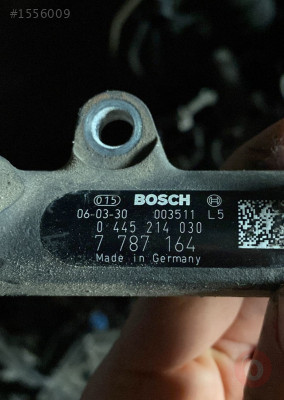 #1556009
015 BOSCH
06-03-30 003511 L5
0 445 214 030
7 787 164
Made in Germany